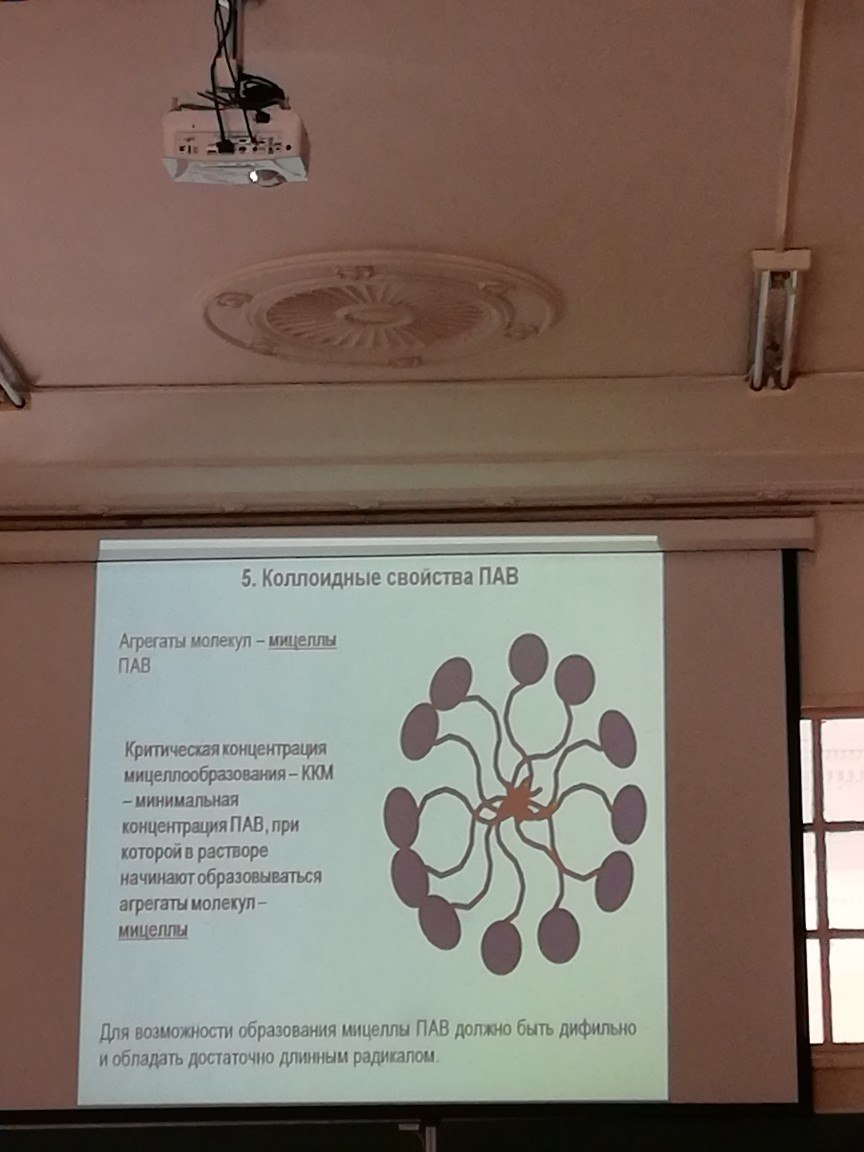 5. Коллоидные свойства ПАВ
Агрегаты молекул – мицеллы
ПАВ
Критическая концентрация
мицеллообразования – ККМ
– минимальная
концентрация ПАВ, при
которой в растворе
начинают образовываться
агрегаты молекул –
мицеллы
Для возможности образования мицеллы ПАВ должно быть дифильно
и обладать достаточно длинным радикалом.